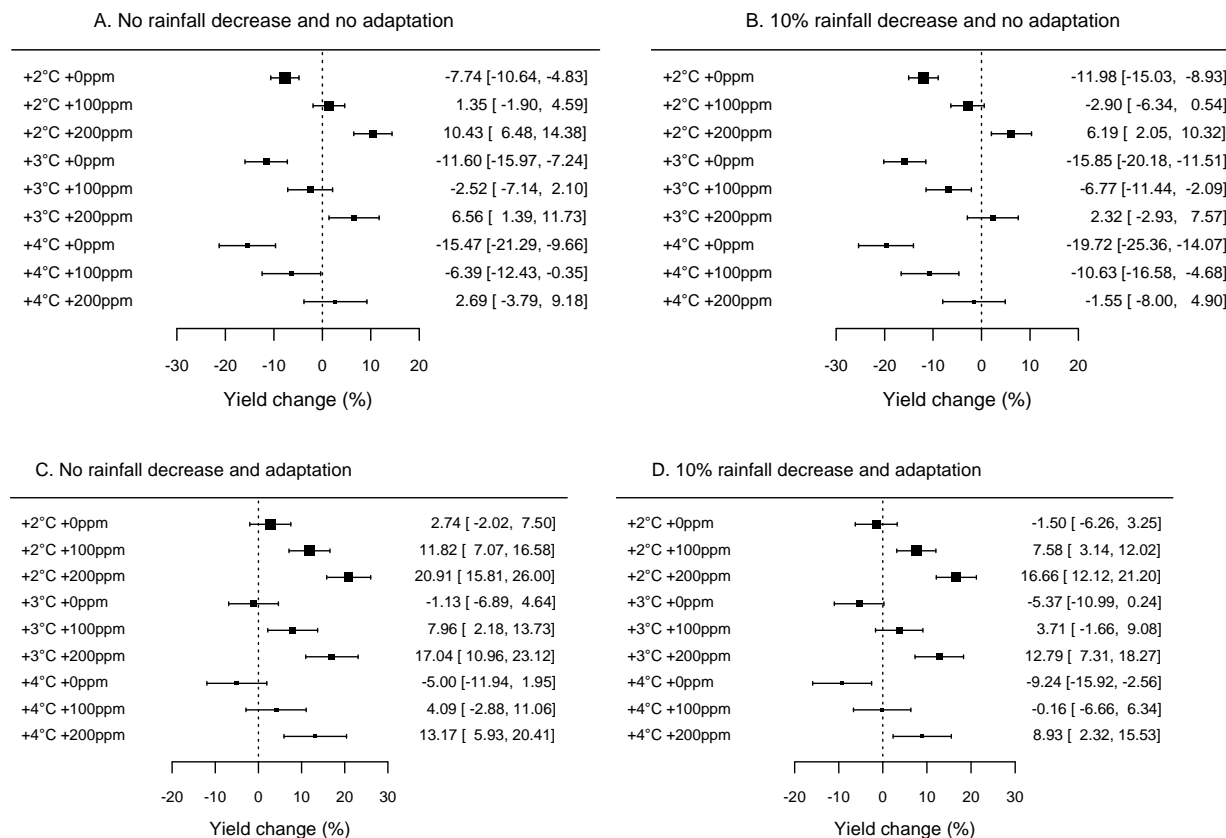 A. No rainfall decrease and no adaptation
+2°C +0ppm -7.74 [-10.64, -4.83]
+2°C +100ppm 1.35 [-1.90, 4.59]
+2°C +200ppm 10.43 [ 6.48, 14.38]
+3°C +0ppm -11.60 [-15.97, -7.24]
+3°C +100ppm -2.52 [-7.14, 2.10]
+3°C +200ppm 6.56 [ 1.39, 11.73]
+4°C +0ppm -15.47 [-21.29, -9.66]
+4°C +100ppm -6.39 [-12.43, -0.35]
+4°C +200ppm 2.69 [-3.79, 9.18]
-30 -20 -10 0 10 20
Yield change (%)
B. 10% rainfall decrease and no adaptation
+2°C +0ppm -11.98 [-15.03, -8.93]
+2°C +100ppm -2.90 [-6.34, 0.54]
+2°C +200ppm 6.19 [ 2.05, 10.32]
+3°C +0ppm -15.85 [-20.18, -11.51]
+3°C +100ppm -6.77 [-11.44, -2.09]
+3°C +200ppm 2.32 [-2.93, 7.57]
+4°C +0ppm -19.72 [-25.36, -14.07]
+4°C +100ppm -10.63 [-16.58, -4.68]
+4°C +200ppm -1.55 [-8.00, 4.90]
-30 -20 -10 0 10 20
Yield change (%)
C. No rainfall decrease and adaptation
+2°C +0ppm 2.74 [-2.02, 7.50]
+2°C +100ppm 11.82 [ 7.07, 16.58]
+2°C +200ppm 20.91 [15.81, 26.00]
+3°C +0ppm -1.13 [-6.89, 4.64]
+3°C +100ppm 7.96 [ 2.18, 13.73]
+3°C +200ppm 17.04 [10.96, 23.12]
+4°C +0ppm -5.00 [-11.94, 1.95]
+4°C +100ppm 4.09 [ -2.88, 11.06]
+4°C +200ppm 13.17 [ 5.93, 20.41]
-20 -10 0 10 20 30
Yield change (%)
D. 10% rainfall decrease and adaptation
+2°C +0ppm -1.50 [ -6.26, 3.25]
+2°C +100ppm 7.58 [ 3.14, 12.02]
+2°C +200ppm 16.66 [ 12.12, 21.20]
+3°C +0ppm -5.37 [-10.99, 0.24]
+3°C +100ppm 3.71 [ -1.66, 9.08]
+3°C +200ppm 12.79 [ 7.31, 18.27]
+4°C +0ppm -9.24 [-15.92, -2.56]
+4°C +100ppm -0.16 [ -6.66, 6.34]
+4°C +200ppm 8.93 [ 2.32, 15.53]
-20 -10 0 10 20 30
Yield change (%)